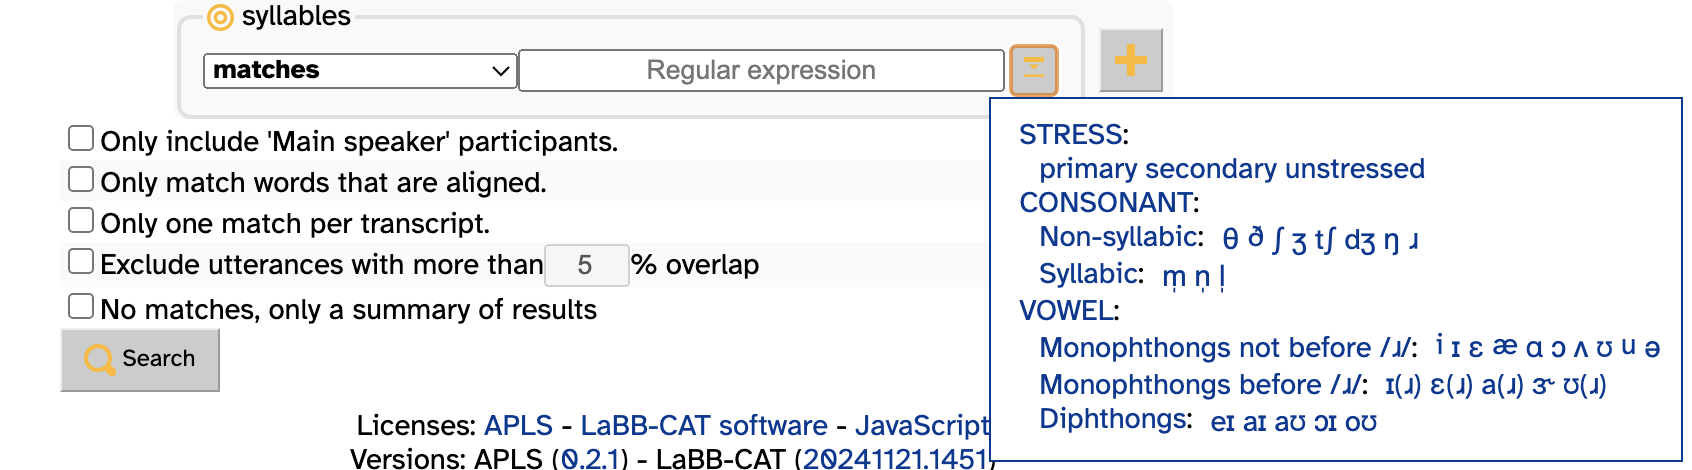 syllables
matches Regular expression
Only include 'Main speaker' participants.
Only match words that are aligned.
Only one match per transcript.
Exclude utterances with more than 5 % overlap
No matches, only a summary of results
Search
STRESS:
primary secondary unstressed
CONSONANT:
Non-syllabic: θ ð ʃ ʒ tʃ dʒ ŋ ɹ
Syllabic: m̩ n̩ l̩
VOWEL:
Monophthongs not before /ɹ/: i ɪ ɛ æ ɑ ɔ ʌ ʊ u ə
Monophthongs before /ɹ/: ɪ(ɹ) ɛ(ɹ) a(ɹ) ɝ ʊ(ɹ)
Diphthongs: eɪ aɪ aʊ ɔɪ oʊ
Licenses: APLS - LaBB-CAT software - JavaScript
Versions: APLS (0.2.1) - LaBB-CAT (20241121.1451)